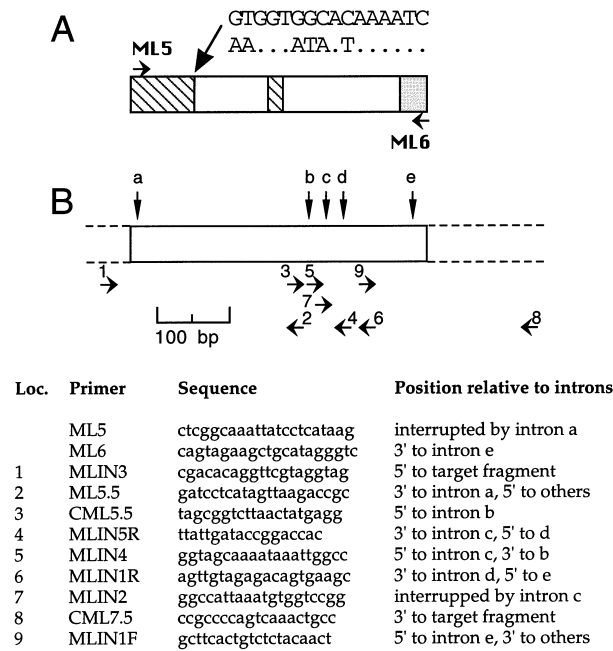 A
GTGGTGGCACAAAATC
AA...ATA.T......
ML5
ML6
B
a b c d e
1 3 5 9
7
2 4 6 8
100 bp
Loc. Primer Sequence Position relative to introns
ML5 ctcggcaaattatcctcataag interrupted by intron a
ML6 cagtagaagctgcatagggtc 3' to intron e
1 MLIN3 cgacacaggttcgtaggtag 5' to target fragment
2 ML5.5 gatcctcatagttaagaccgc 3' to intron a, 5' to others
3 CML5.5 tagcggtcttaactatgagg 5' to intron b
4 MLIN5R ttattgataccggaccac 3' to intron c, 5' to d
5 MLIN4 ggtagcaaaataaattggcc 5' to intron c, 3' to b
6 MLIN1R agttgtagagacagtgaagc 3' to intron d, 5' to e
7 MLIN2 ggccattaaatgtggtccgg interrupped by intron c
8 CML7.5 ccgccccagtcaaactgcc 3' to target fragment
9 MLIN1F gcttcactgtctctacaact 5' to intron e, 3' to others